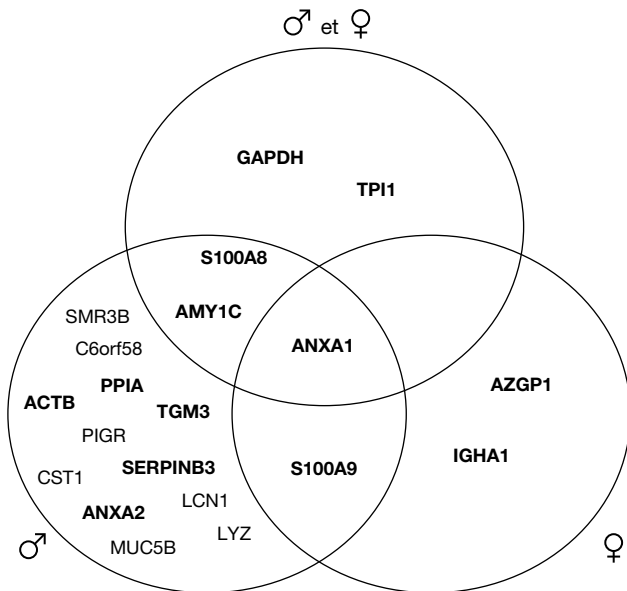 ♂ et ♀
GAPDH
TPI1
S100A8
AMY1C
SMR3B
ANXA1
C6orf58
PPIA
AZGP1
ACTB
TGM3
PIGR
IGHA1
SERPINB3
S100A9
CST1
LCN1
ANXA2
LYZ
♂
MUC5B
♀